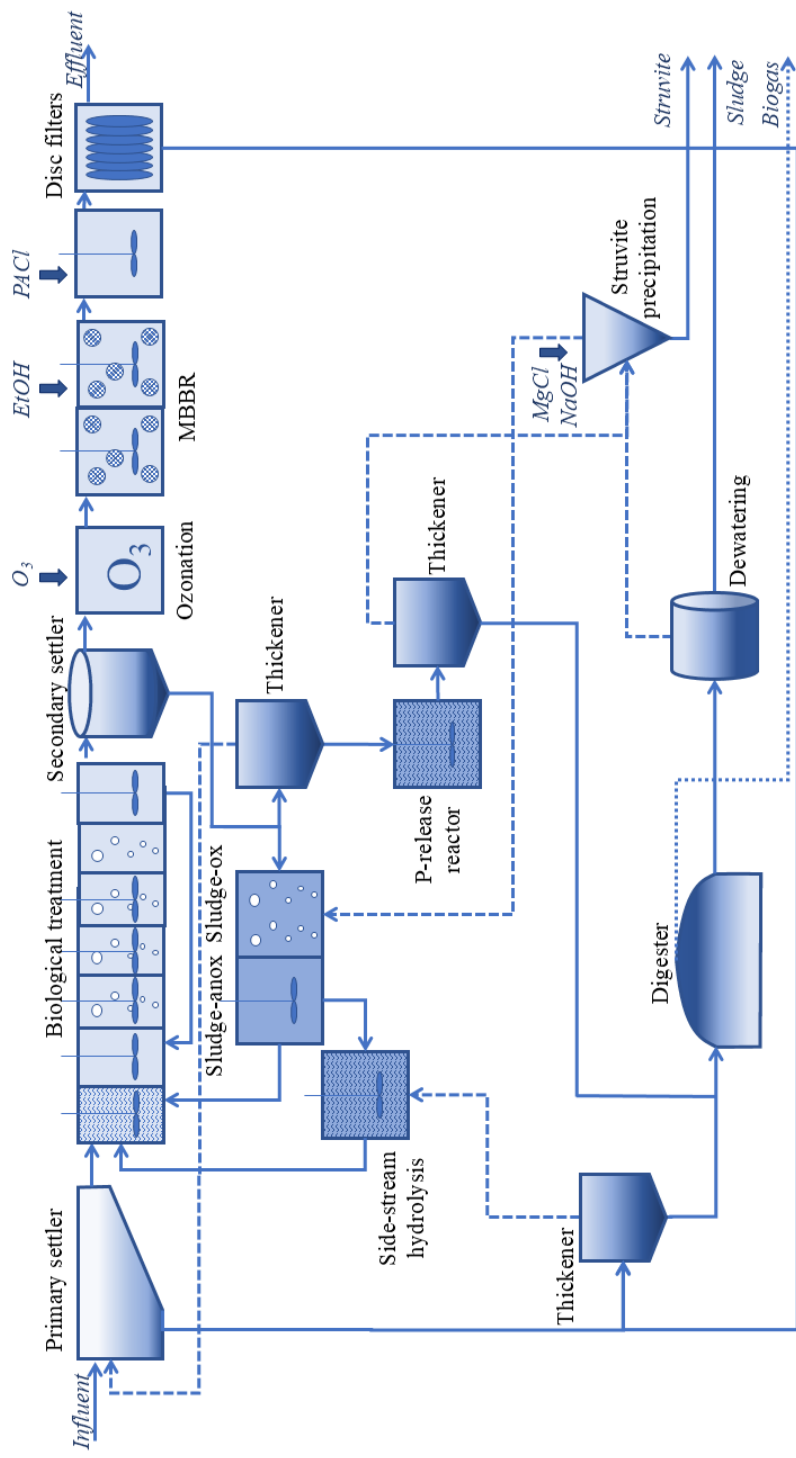 O3
EtOH
PACl
Influent
Primary settler
Biological treatment
Secondary settler
O3
Ozonation
MBBR
Disc filters
Effluent
Sludge-anox
Sludge-ox
Thickener
Side-stream
hydrolysis
P-release
reactor
Thickener
MgCl
NaOH
Struvite
precipitation
Struvite
Thickener
Digester
Dewatering
Sludge
Biogas